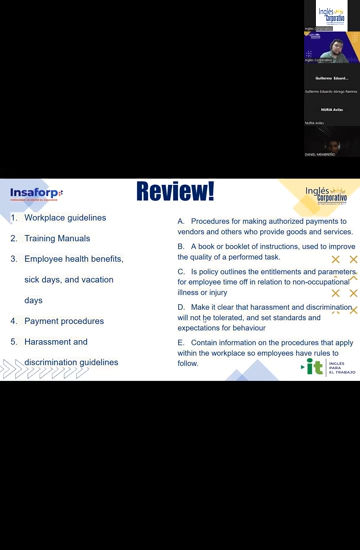 Inglés
Corporativo
Guillermo Eduard...
Guillermo Eduardo
Review!
Insaforp
Inglés
Corporativo
1. Workplace guidelines
2. Training Manuals
3. Employee health benefits,
sick days, and vacation
days
4. Payment procedures
5. Harassment and
discrimination guidelines
A. Procedures for making authorized payments to
vendors and others who provide goods and services.
B. A book or booklet of instructions, used to improve
the quality of a performed task.
C. Is policy outlines the entitlements and parameters
for employee time off in relation to non-occupational
illness or injury
D. Make it clear that harassment and discrimination
will not be tolerated, and set standards and
expectations for behaviour
E. Contain information on the procedures that apply
within the workplace so employees have rules to
follow.
it
INGLÉS
PARA
EL TRABAJO